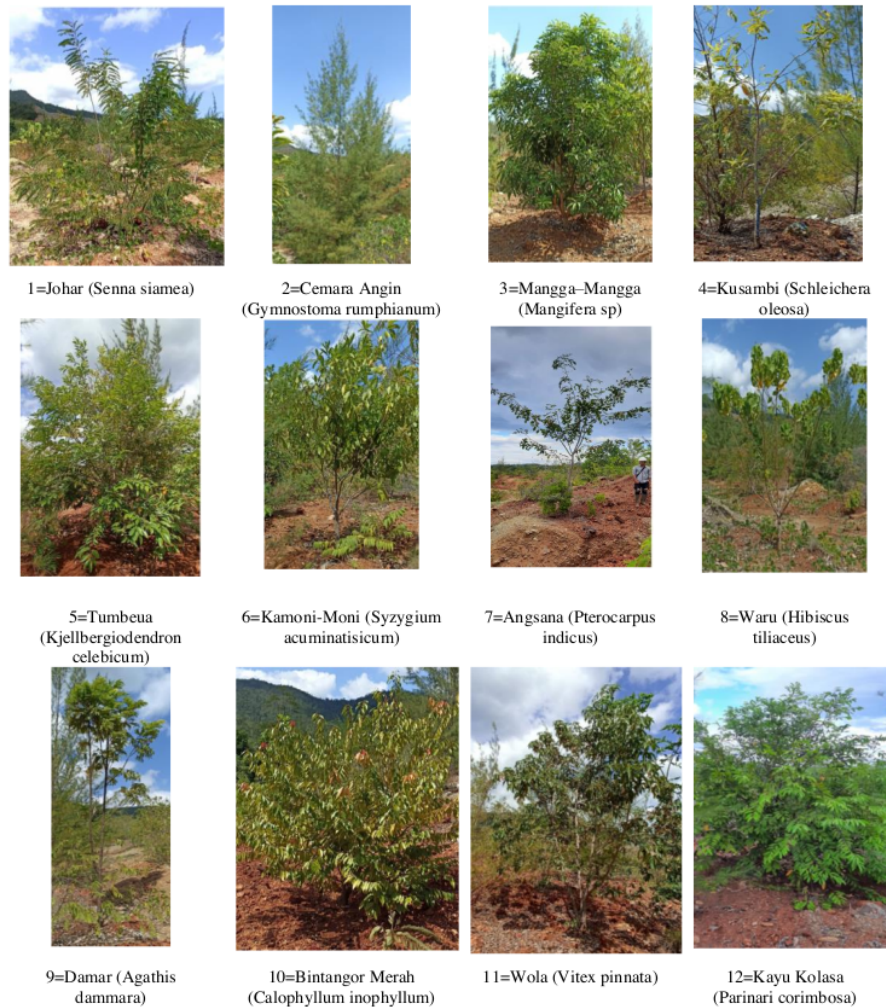 1=Johar (Senna siamea)
2=Cemara Angin
(Gymnostoma rumphianum)
3=Mangga–Mangga
(Mangifera sp)
4=Kusambi (Schleichera
oleosa)
5=Tumbeua
(Kjellbergiodendron
celebicum)
6=Kamoni-Moni (Syzygium
acuminatisicum)
7=Angsana (Pterocarpus
indicus)
8=Waru (Hibiscus
tiliaceus)
9=Damar (Agathis
dammara)
10=Bintangor Merah
(Calophyllum inophyllum)
11=Wola (Vitex pinnata)
12=Kayu Kolasa
(Parinari corimbosa)